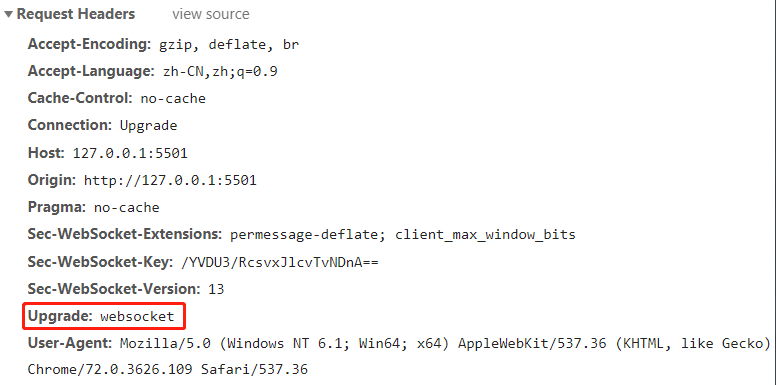 Request Headers view source
Accept-Encoding: gzip, deflate, br
Accept-Language: zh-CN,zh;q=0.9
Cache-Control: no-cache
Connection: Upgrade
Host: 127.0.0.1:5501
Origin: http://127.0.0.1:5501
Pragma: no-cache
Sec-WebSocket-Extensions: permessage-deflate; client_max_window_bits
Sec-WebSocket-Key: /YVDU3/RcsvxJlcvTvNDnA==
Sec-WebSocket-Version: 13
Upgrade: websocket
User-Agent: Mozilla/5.0 (Windows NT 6.1; Win64; x64) AppleWebKit/537.36 (KHTML, like Gecko)
Chrome/72.0.3626.109 Safari/537.36